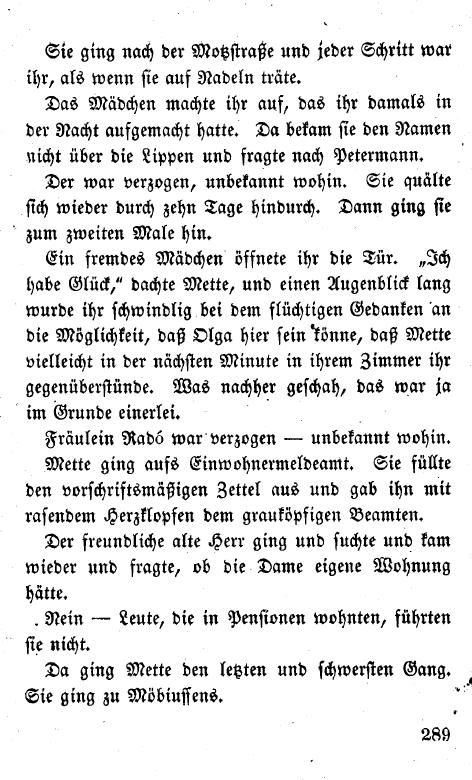 Sie ging nach der Motzstraße und jeder Schritt war
ihr, als wenn sie auf Nadeln träte.
Das Mädchen machte ihr auf, das ihr damals in
der Nacht aufgemacht hatte. Da bekam sie den Namen
nicht über die Lippen und fragte nach Petermann.
Der war verzogen, unbekannt wohin. Sie quälte
sich wieder durch zehn Tage hindurch. Dann ging sie
zum zweiten Male hin.
Ein fremdes Mädchen öffnete ihr die Tür. „Ich
habe Glück,“ dachte Mette, und einen Augenblick lang
wurde ihr schwindlig bei dem flüchtigen Gedanken an
die Möglichkeit, daß Olga hier sein könne, daß Mette
vielleicht in der nächsten Minute in ihrem Zimmer ihr
gegenüberstünde. Was nachher geschah, das war ja
im Grunde einerlei.
Fräulein Radó war verzogen — unbekannt wohin.
Mette ging aufs Einwohnermeldeamt. Sie füllte
den vorschriftsmäßigen Zettel aus und gab ihn mit
rasendem Herzklopfen dem grauköpfigen Beamten.
Der freundliche alte Herr ging und suchte und kam
wieder und fragte, ob die Dame eigene Wohnung
hätte.
Nein — Leute, die in Pensionen wohnten, führten
sie nicht.
Da ging Mette den letzten und schwersten Gang.
Sie ging zu Möbiussens.
289